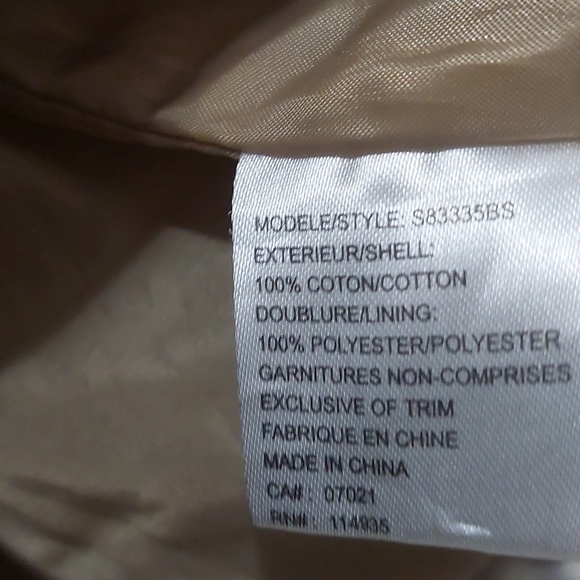 MODELE/STYLE: S83335BS
EXTERIEUR/SHELL:
100% COTON/COTTON
DOUBLURE/LINING:
100% POLYESTER/POLYESTER
GARNITURES NON-COMPRISES
EXCLUSIVE OF TRIM
FABRIQUE EN CHINE
MADE IN CHINA
CA# : 07021
RN# : 114935